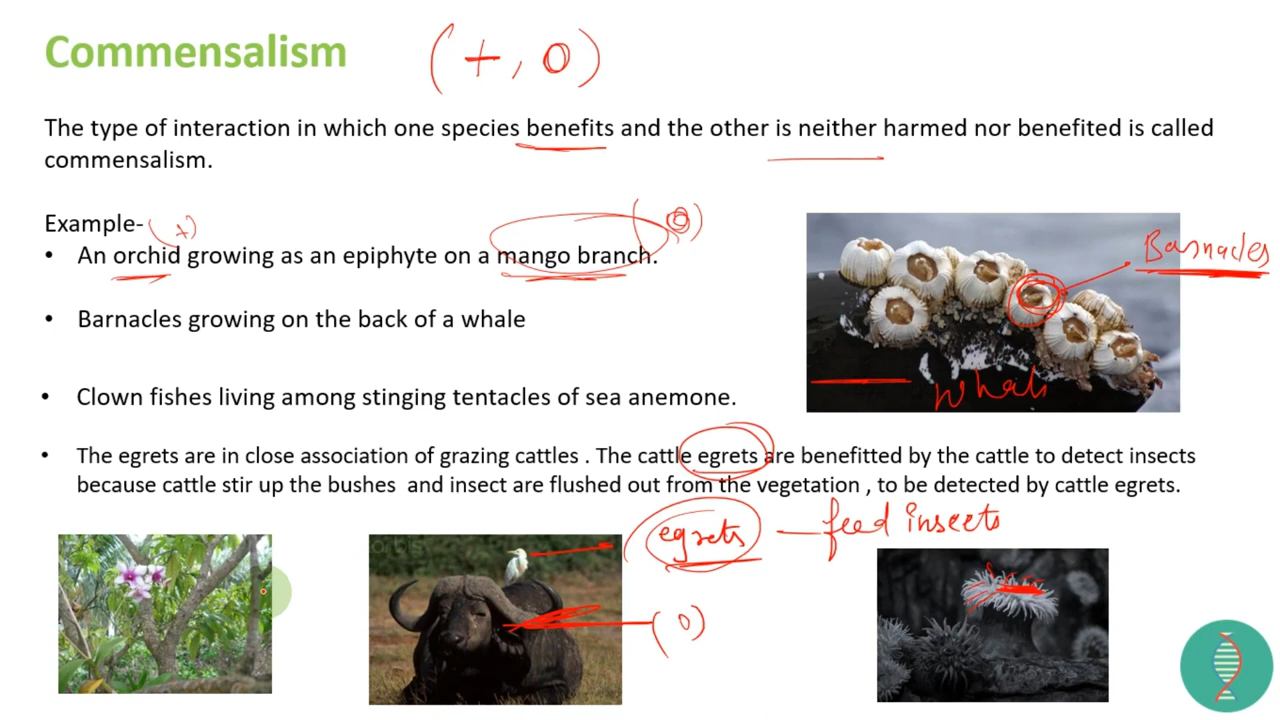 Commensalism (+, 0)
The type of interaction in which one species benefits and the other is neither harmed nor benefited is called
commensalism.
Example- (+) (0)
• An orchid growing as an epiphyte on a mango branch.
Barnacles
• Barnacles growing on the back of a whale
whale
• Clown fishes living among stinging tentacles of sea anemone.
• The egrets are in close association of grazing cattles . The cattle egrets are benefitted by the cattle to detect insects
because cattle stir up the bushes and insect are flushed out from the vegetation , to be detected by cattle egrets.
egrets — feed insects
(0)